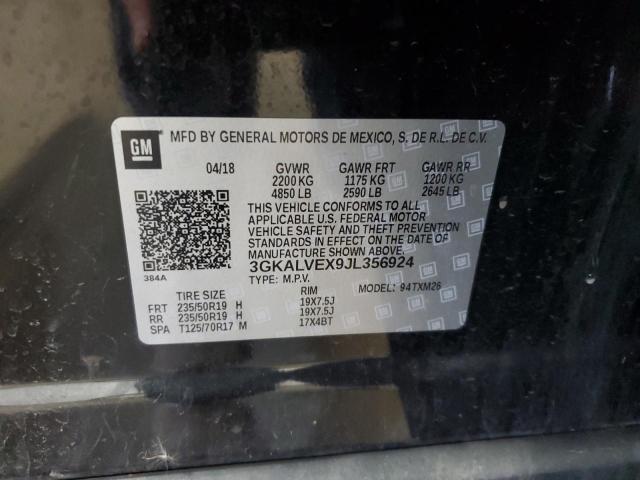 GM
MFD BY GENERAL MOTORS DE MEXICO, S. DE R.L. DE C.V.
04/18 GVWR GAWR FRT GAWR RR
2200 KG 1175 KG 1200 KG
4850 LB 2590 LB 2645 LB
THIS VEHICLE CONFORMS TO ALL
APPLICABLE U.S. FEDERAL MOTOR
VEHICLE SAFETY AND THEFT PREVENTION
STANDARDS IN EFFECT ON THE DATE OF
MANUFACTURE SHOWN ABOVE.
3GKALVEX9JL356924
384A
TYPE: M.P.V. MODEL: 94TXM26
TIRE SIZE RIM
FRT 235/50R19 H 19X7.5J
RR 235/50R19 H 19X7.5J
SPA T125/70R17 M 17X4BT